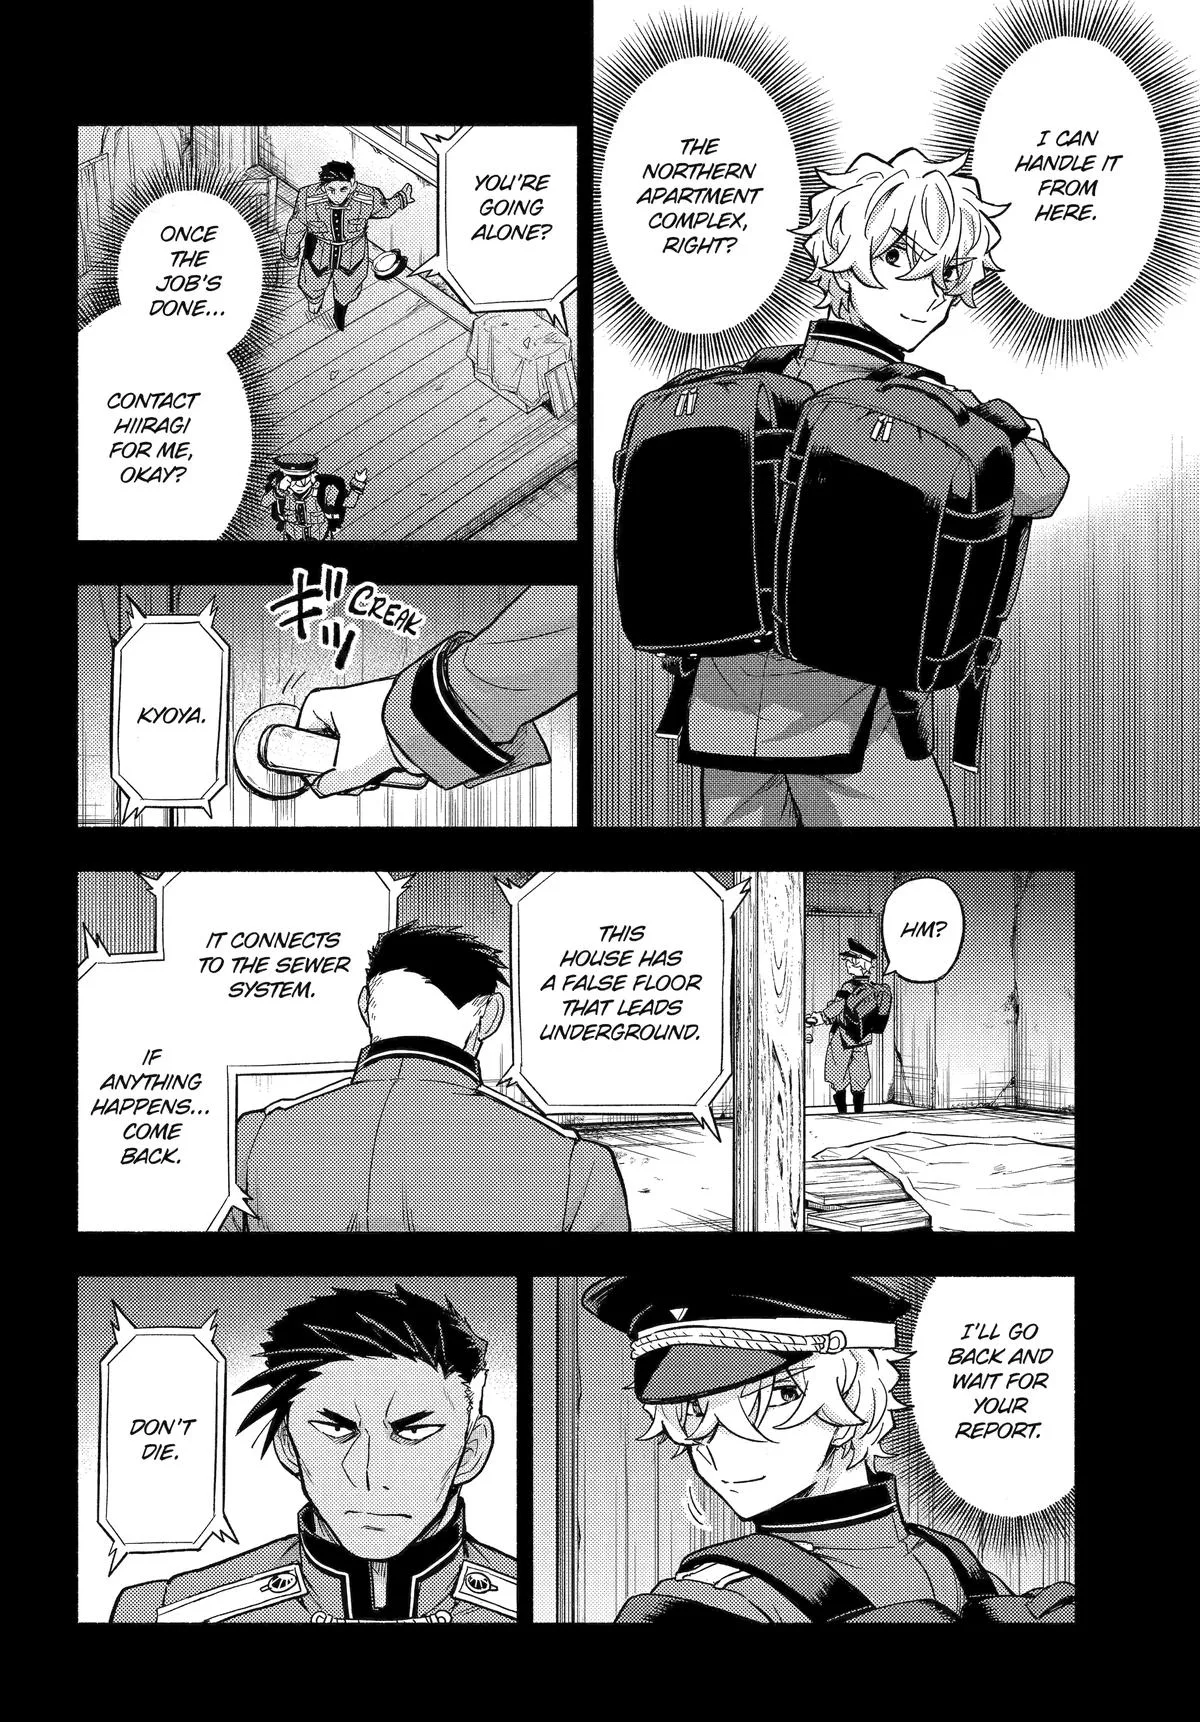 I CAN
HANDLE IT
FROM
HERE.
THE
NORTHERN
APARTMENT
COMPLEX,
RIGHT?
YOU'RE
GOING
ALONE?
ONCE
THE
JOB'S
DONE...
CONTACT
HIIRAGI
FOR ME,
OKAY?
ギギッ
CREAK
KYOYA.
HM?
THIS
HOUSE HAS
A FALSE FLOOR
THAT LEADS
UNDERGROUND.
IT CONNECTS
TO THE SEWER
SYSTEM.
IF
ANYTHING
HAPPENS...
COME
BACK.
I'LL GO
BACK AND
WAIT FOR
YOUR
REPORT.
DON'T
DIE.